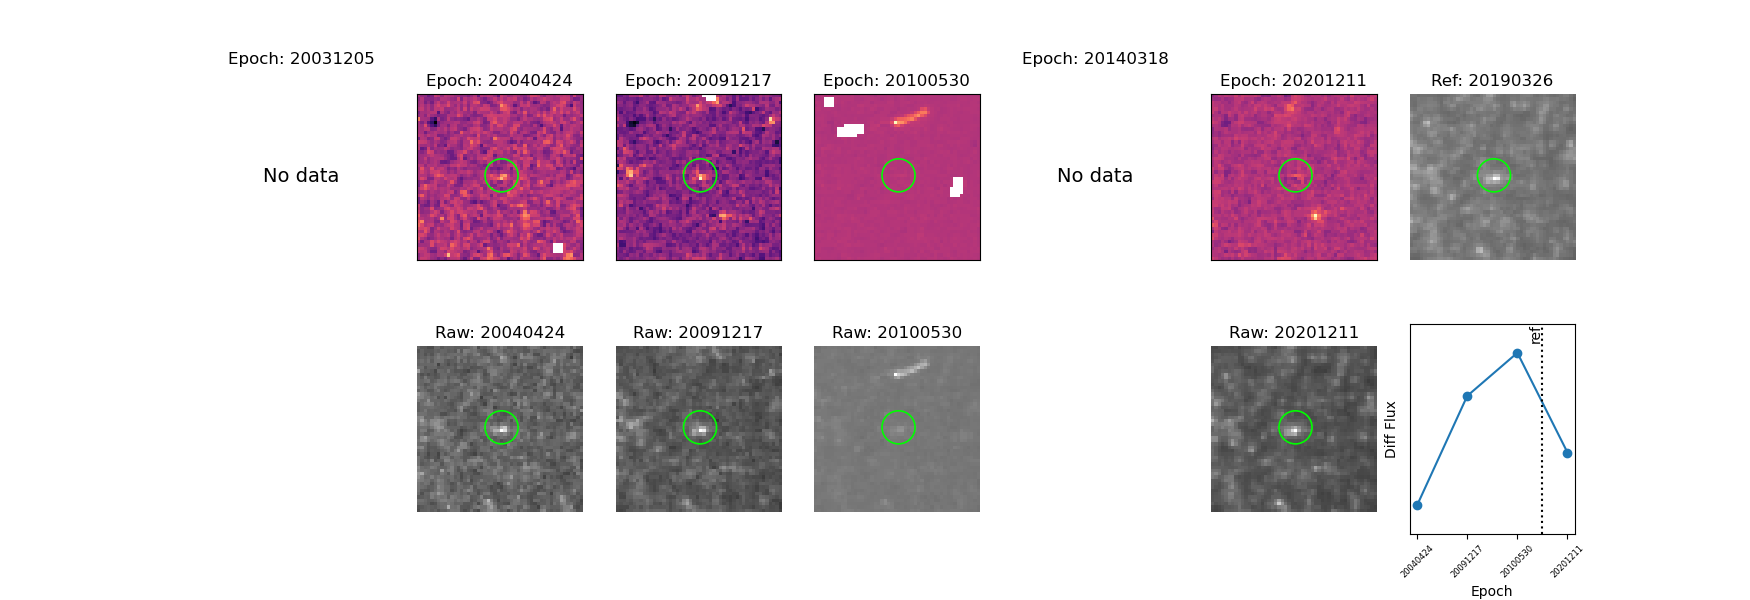 Epoch: 20031205
Epoch: 20040424
Epoch: 20091217
Epoch: 20100530
Epoch: 20140318
Epoch: 20201211
Ref: 20190326
No data
No data
Raw: 20040424
Raw: 20091217
Raw: 20100530
Raw: 20201211
ref
Diff Flux
20040424
20091217
20100530
20201211
Epoch